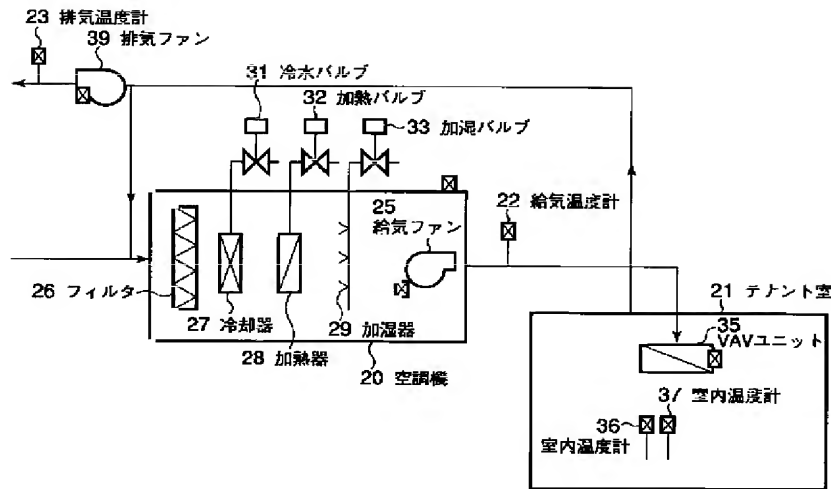 23 排気温度計
39 排気ファン
31 冷水バルブ
32 加熱バルブ
33 加湿バルブ
25
給気ファン
22 給気温度計
26 フィルタ
27 冷却器
28 加熱器
29 加湿器
20 空調機
21 テナント室
35
VAVユニット
37 室内温度計
36
室内温度計